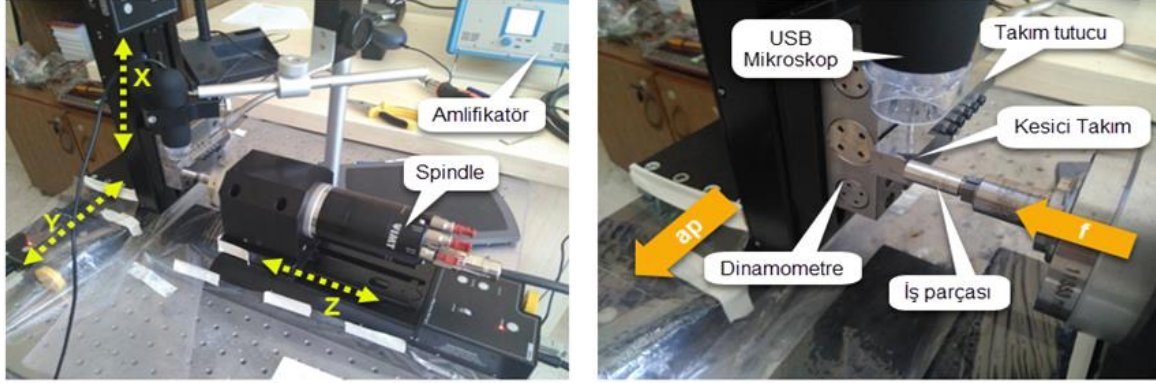 X
Amlifikatör
Spindle
Y
Z
USB
Mikroskop
Takım tutucu
Kesici Takım
ap
f
Dinamometre
İş parçası